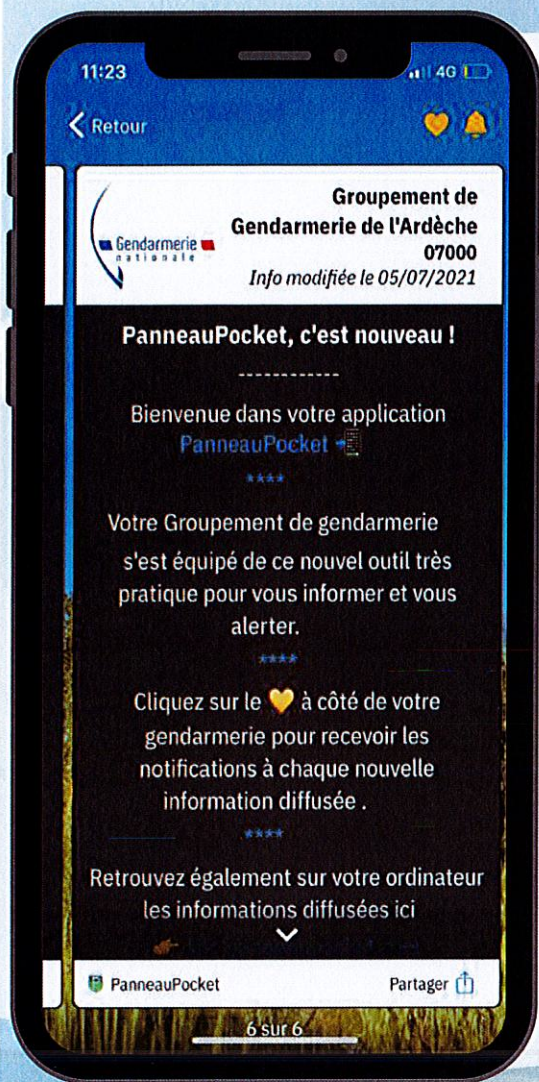 11:23
4G
Retour
Gendarmerie
nationale
Groupement de
Gendarmerie de l'Ardèche
07000
Info modifiée le 05/07/2021
PanneauPocket, c'est nouveau !
------------
Bienvenue dans votre application
PanneauPocket
****
Votre Groupement de gendarmerie
s'est équipé de ce nouvel outil très
pratique pour vous informer et vous
alerter.
****
Cliquez sur le 💛 à côté de votre
gendarmerie pour recevoir les
notifications à chaque nouvelle
information diffusée .
****
Retrouvez également sur votre ordinateur
les informations diffusées ici
PanneauPocket
Partager
6 sur 6